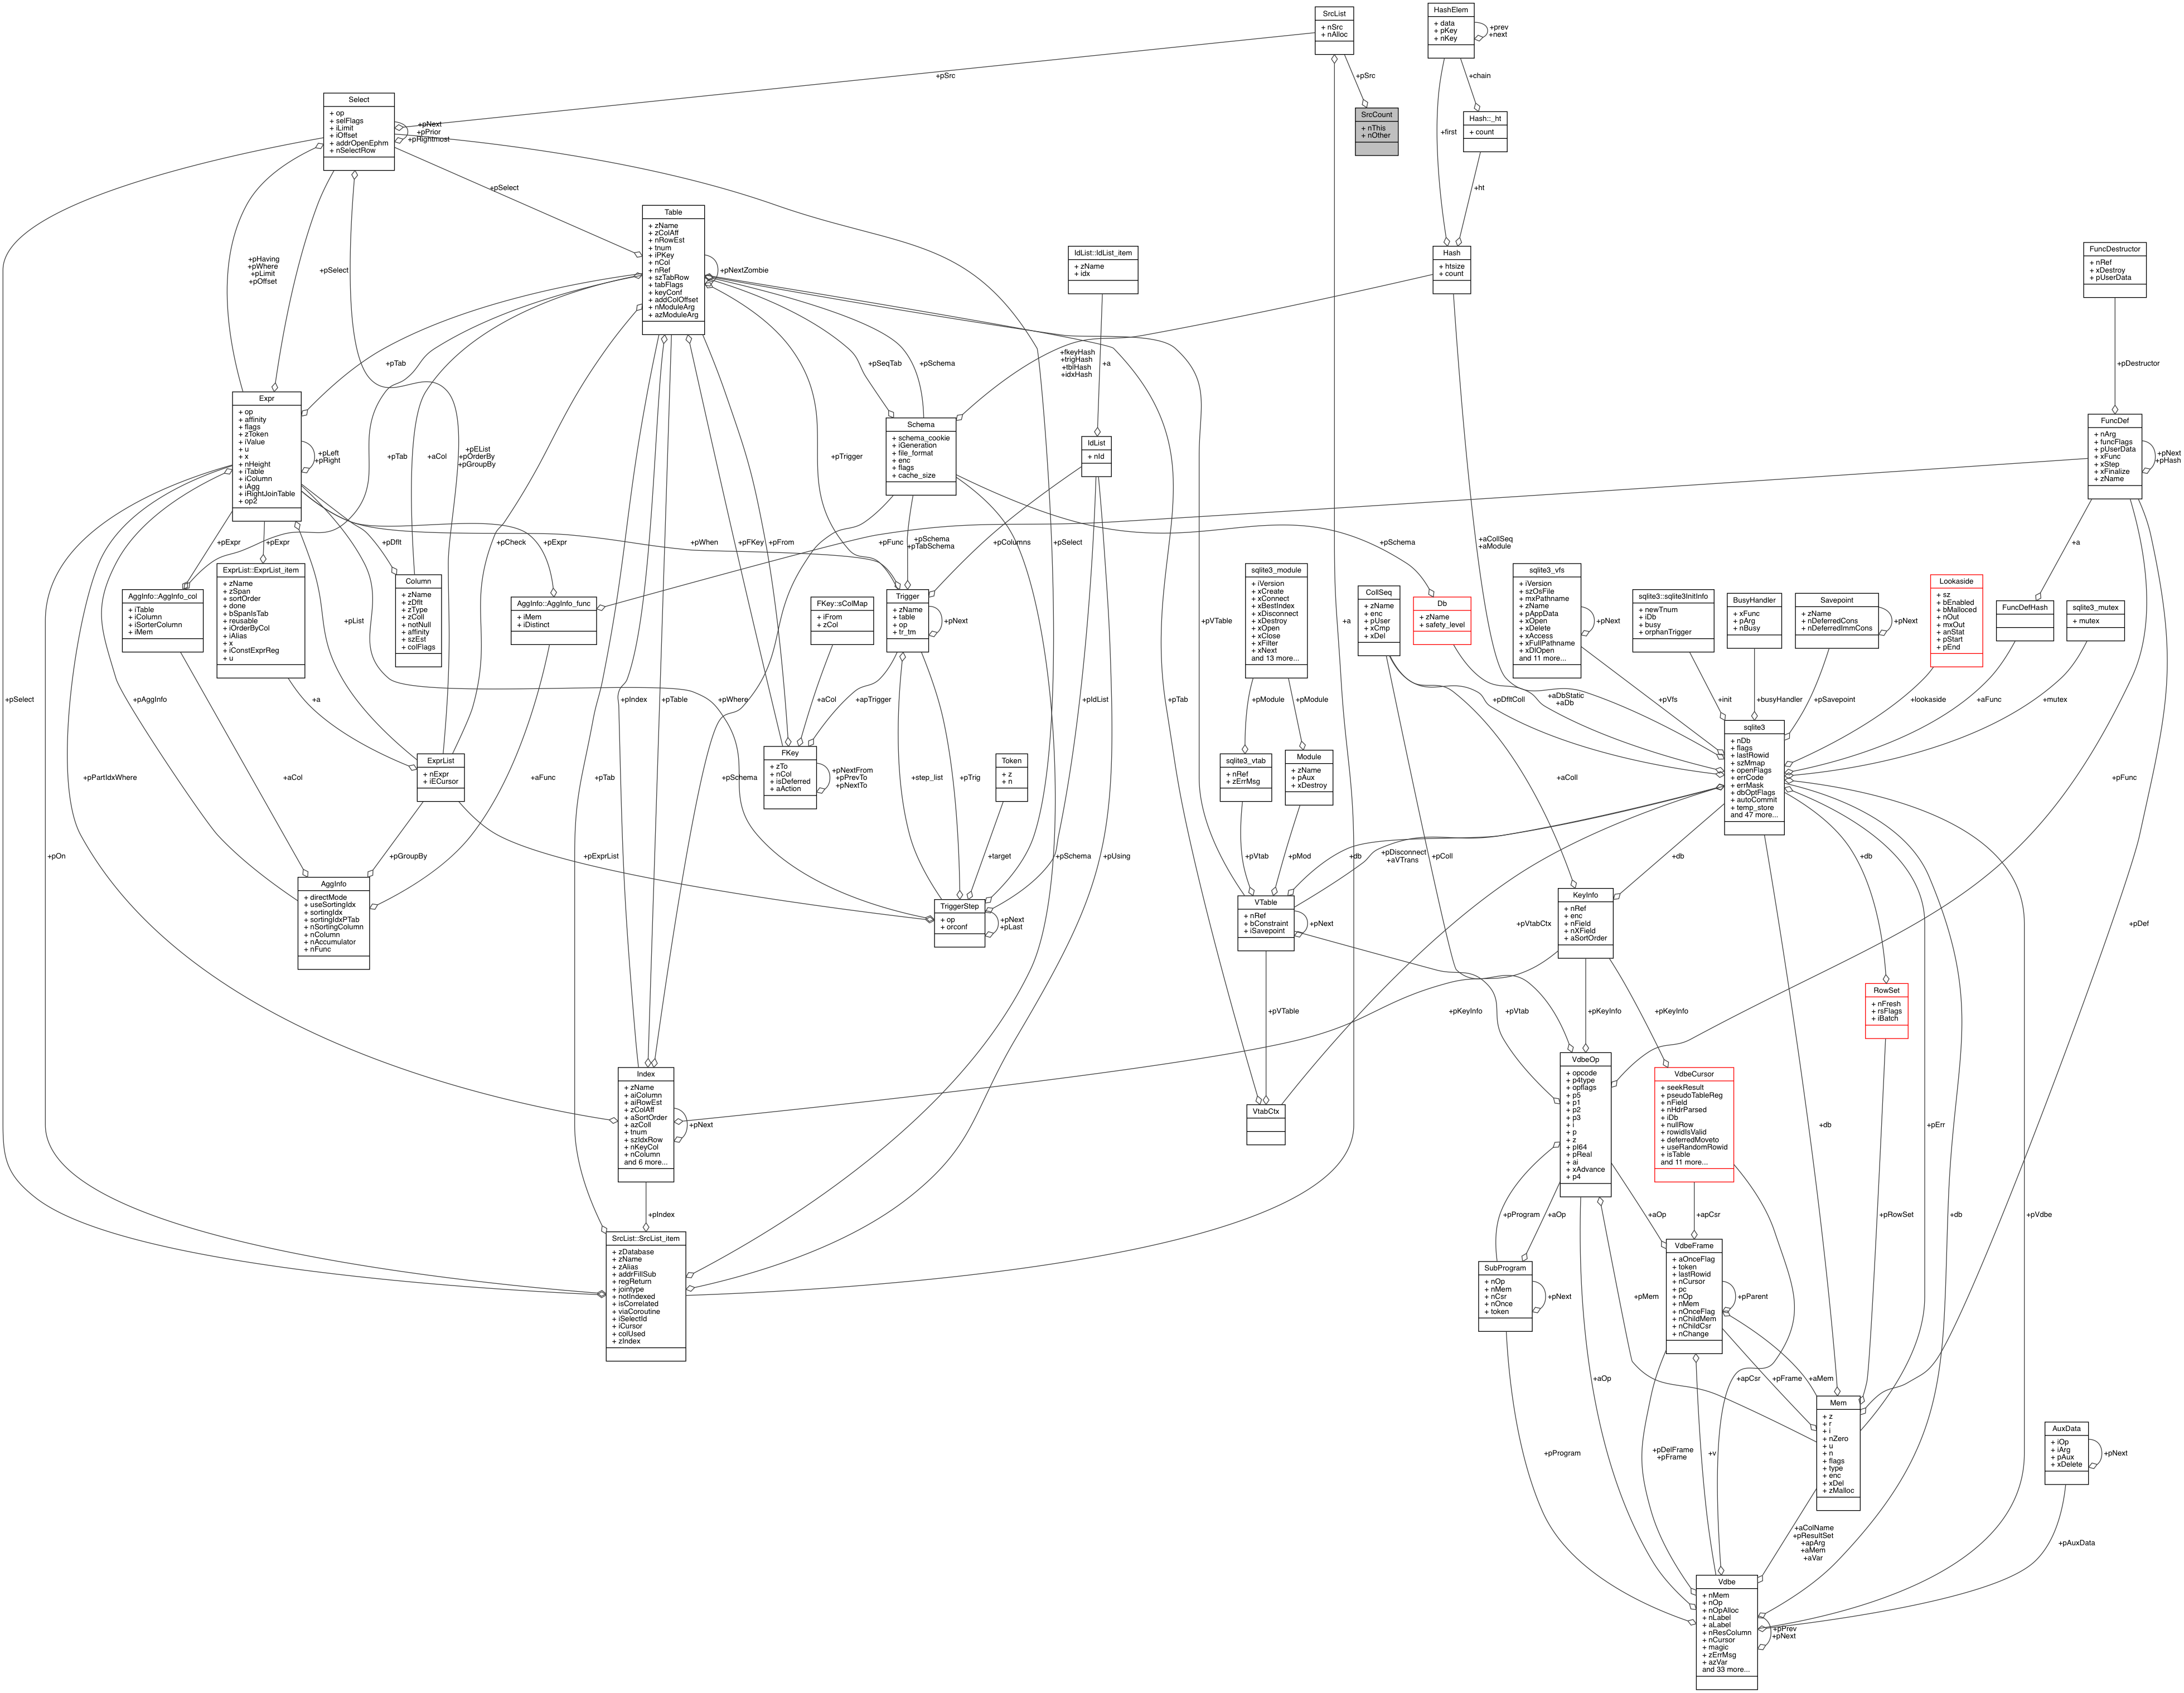 SrcList
+ nSrc
+ nAlloc
HashElem
+ data
+ pKey
+ nKey
+prev
+next
+pSrc
+pSrc
+chain
Select
+ op
+ selFlags
+ iLimit
+ iOffset
+ addrOpenEphm
+ nSelectRow
+pNext
+pPrior
+pRightmost
SrcCount
+ nThis
+ nOther
+first
Hash::_ht
+ count
+pSelect
+ht
Table
+ zName
+ zColAff
+ nRowEst
+ tnum
+ iPKey
+ nCol
+ nRef
+ szTabRow
+ tabFlags
+ keyConf
+ addColOffset
+ nModuleArg
+ azModuleArg
+pNextZombie
+pHaving
+pWhere
+pLimit
+pOffset
+pSelect
IdList::IdList_item
+ zName
+ idx
Hash
+ htsize
+ count
FuncDestructor
+ nRef
+ xDestroy
+ pUserData
+pTab
+pSeqTab
+pSchema
+fkeyHash
+trigHash
+tblHash
+idxHash
+a
+pDestructor
Expr
+ op
+ affinity
+ flags
+ zToken
+ iValue
+ u
+ x
+ nHeight
+ iTable
+ iColumn
+ iAgg
+ iRightJoinTable
+ op2
+pLeft
+pRight
+pTab
+aCol
+pEList
+pOrderBy
+pGroupBy
+pTrigger
Schema
+ schema_cookie
+ iGeneration
+ file_format
+ enc
+ flags
+ cache_size
IdList
+ nId
FuncDef
+ nArg
+ funcFlags
+ pUserData
+ xFunc
+ xStep
+ xFinalize
+ zName
+pNext
+pHash
+pExpr
+pExpr
+pDflt
+pCheck
+pExpr
+pWhen
+pFKey
+pFrom
+pFunc
+pSchema
+pTabSchema
+pColumns
+pSelect
+aCollSeq
+aModule
+pSchema
+a
AggInfo::AggInfo_col
+ iTable
+ iColumn
+ iSorterColumn
+ iMem
ExprList::ExprList_item
+ zName
+ zSpan
+ sortOrder
+ done
+ bSpanIsTab
+ reusable
+ iOrderByCol
+ iAlias
+ x
+ iConstExprReg
+ u
+pList
Column
+ zName
+ zDflt
+ zType
+ zColl
+ notNull
+ affinity
+ szEst
+ colFlags
AggInfo::AggInfo_func
+ iMem
+ iDistinct
FKey::sColMap
+ iFrom
+ zCol
Trigger
+ zName
+ table
+ op
+ tr_tm
+pNext
+a
+pVTable
sqlite3_module
+ iVersion
+ xCreate
+ xConnect
+ xBestIndex
+ xDisconnect
+ xDestroy
+ xOpen
+ xClose
+ xFilter
+ xNext
and 13 more...
CollSeq
+ zName
+ enc
+ pUser
+ xCmp
+ xDel
Db
+ zName
+ safety_level
sqlite3_vfs
+ iVersion
+ szOsFile
+ mxPathname
+ zName
+ pAppData
+ xOpen
+ xDelete
+ xAccess
+ xFullPathname
+ xDlOpen
and 11 more...
+pNext
sqlite3::sqlite3InitInfo
+ newTnum
+ iDb
+ busy
+ orphanTrigger
BusyHandler
+ xFunc
+ pArg
+ nBusy
Savepoint
+ zName
+ nDeferredCons
+ nDeferredImmCons
+pNext
Lookaside
+ sz
+ bEnabled
+ bMalloced
+ nOut
+ mxOut
+ anStat
+ pStart
+ pEnd
FuncDefHash
sqlite3_mutex
+ mutex
+pSelect
+pAggInfo
+a
+pIndex
+pTable
+pWhere
+aCol
+apTrigger
+pIdList
+pTab
+pModule
+pModule
+pDfltColl
+aDbStatic
+aDb
+pVfs
+init
+busyHandler
+pSavepoint
+lookaside
+aFunc
+mutex
+pPartIdxWhere
+aCol
ExprList
+ nExpr
+ iECursor
+aFunc
+pTab
+pSchema
FKey
+ zTo
+ nCol
+ isDeferred
+ aAction
+pNextFrom
+pPrevTo
+pNextTo
+step_list
+pTrig
Token
+ z
+ n
sqlite3_vtab
+ nRef
+ zErrMsg
Module
+ zName
+ pAux
+ xDestroy
+aColl
sqlite3
+ nDb
+ flags
+ lastRowid
+ szMmap
+ openFlags
+ errCode
+ errMask
+ dbOptFlags
+ autoCommit
+ temp_store
and 47 more...
+pFunc
+pOn
+pGroupBy
+pExprList
+target
+pSchema
+pUsing
+pVtab
+pMod
+db
+pDisconnect
+aVTrans
+pColl
+db
+db
+pErr
AggInfo
+ directMode
+ useSortingIdx
+ sortingIdx
+ sortingIdxPTab
+ nSortingColumn
+ nColumn
+ nAccumulator
+ nFunc
TriggerStep
+ op
+ orconf
+pNext
+pLast
VTable
+ nRef
+ bConstraint
+ iSavepoint
+pNext
+pVtabCtx
KeyInfo
+ nRef
+ enc
+ nField
+ nXField
+ aSortOrder
+pDef
+pVTable
+pKeyInfo
+pVtab
+pKeyInfo
+pKeyInfo
RowSet
+ nFresh
+ rsFlags
+ iBatch
Index
+ zName
+ aiColumn
+ aiRowEst
+ zColAff
+ aSortOrder
+ azColl
+ tnum
+ szIdxRow
+ nKeyCol
+ nColumn
and 6 more...
+pNext
VtabCtx
VdbeOp
+ opcode
+ p4type
+ opflags
+ p5
+ p1
+ p2
+ p3
+ i
+ p
+ z
+ pI64
+ pReal
+ ai
+ xAdvance
+ p4
VdbeCursor
+ seekResult
+ pseudoTableReg
+ nField
+ nHdrParsed
+ iDb
+ nullRow
+ rowidIsValid
+ deferredMoveto
+ useRandomRowid
+ isTable
and 11 more...
+db
+pIndex
+pProgram
+aOp
+aOp
+apCsr
+pRowSet
+db
+pVdbe
SrcList::SrcList_item
+ zDatabase
+ zName
+ zAlias
+ addrFillSub
+ regReturn
+ jointype
+ notIndexed
+ isCorrelated
+ viaCoroutine
+ iSelectId
+ iCursor
+ colUsed
+ zIndex
SubProgram
+ nOp
+ nMem
+ nCsr
+ nOnce
+ token
+pNext
+pMem
VdbeFrame
+ aOnceFlag
+ token
+ lastRowid
+ nCursor
+ pc
+ nOp
+ nMem
+ nOnceFlag
+ nChildMem
+ nChildCsr
+ nChange
+pParent
+aOp
+apCsr
+pFrame
+aMem
Mem
+ z
+ r
+ i
+ nZero
+ u
+ n
+ flags
+ type
+ enc
+ xDel
+ zMalloc
AuxData
+ iOp
+ iArg
+ pAux
+ xDelete
+pNext
+pProgram
+pDelFrame
+pFrame
+v
+aColName
+pResultSet
+apArg
+aMem
+aVar
+pAuxData
Vdbe
+ nMem
+ nOp
+ nOpAlloc
+ nLabel
+ aLabel
+ nResColumn
+ nCursor
+ magic
+ zErrMsg
+ azVar
and 33 more...
+pPrev
+pNext